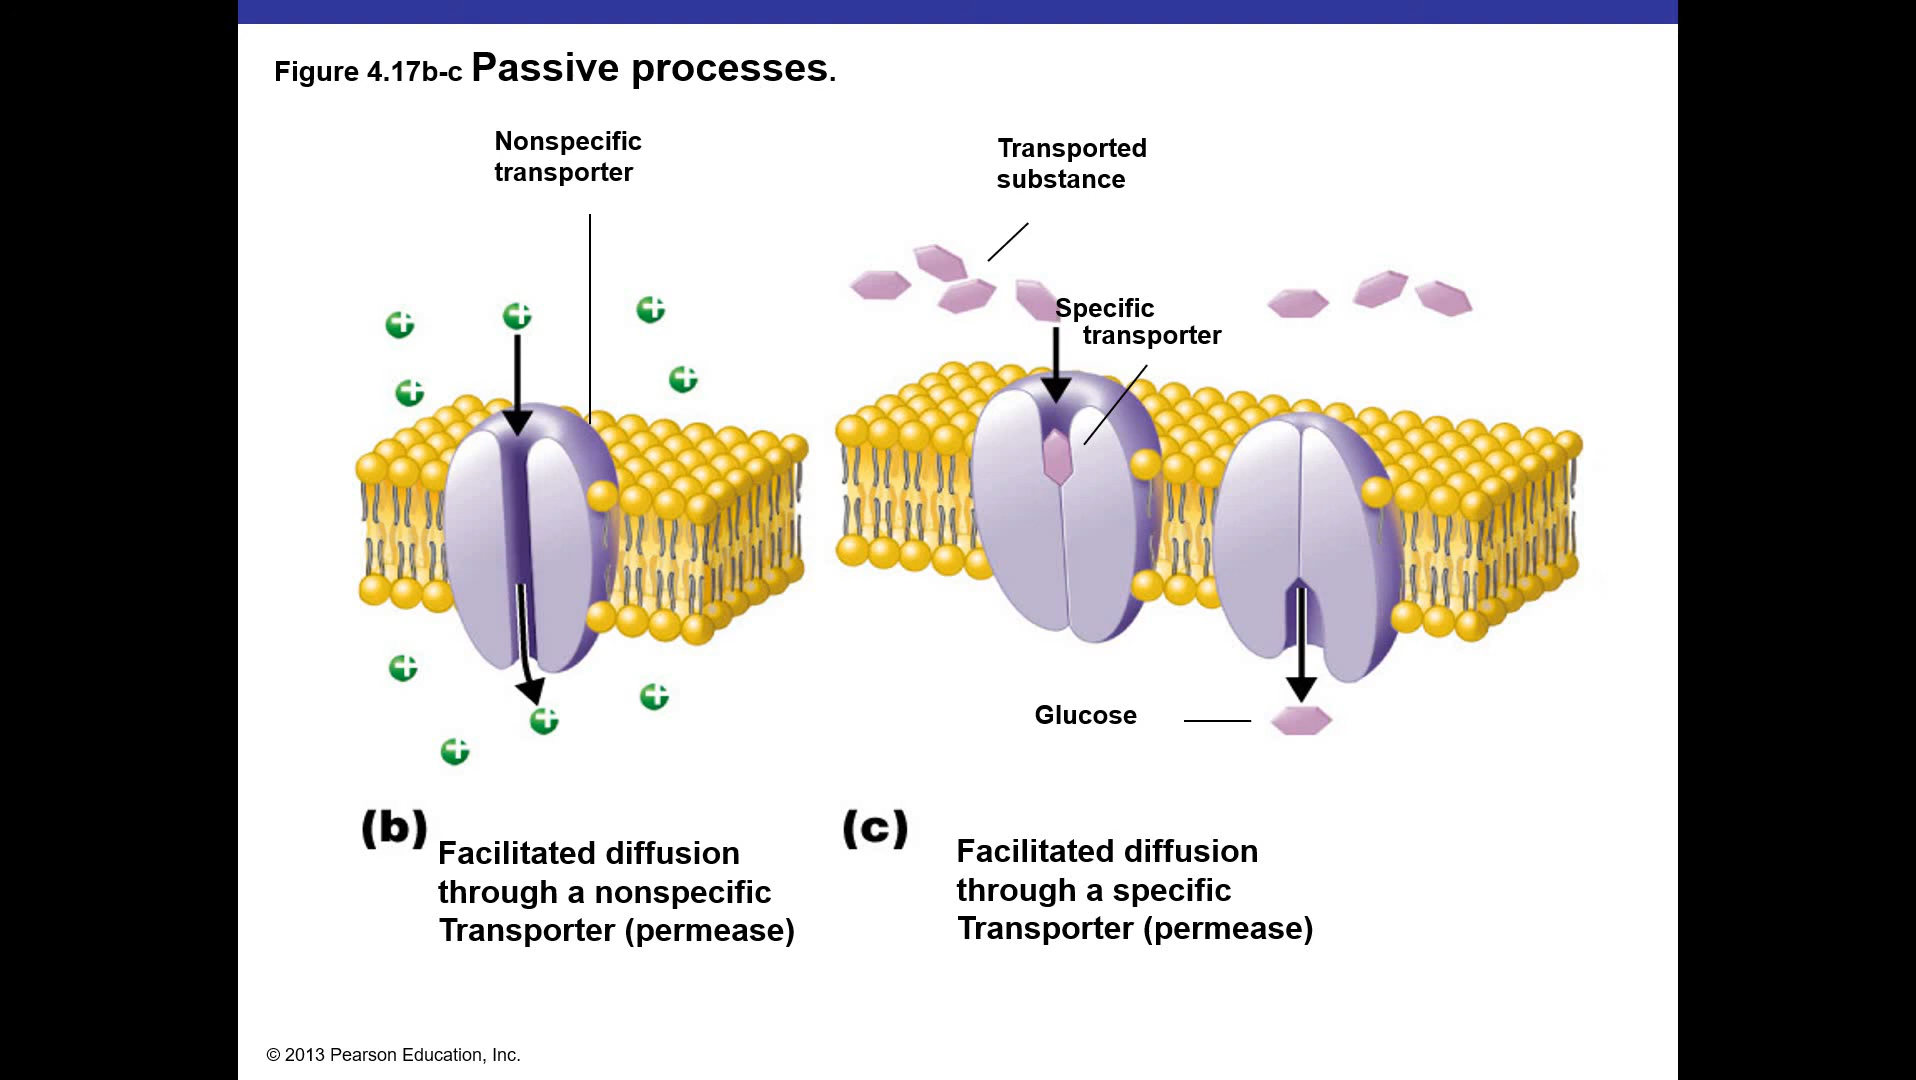 Figure 4.17b-c Passive processes.
Nonspecific
transporter
Transported
substance
Specific
transporter
Glucose
(b)
Facilitated diffusion
through a nonspecific
Transporter (permease)
(c)
Facilitated diffusion
through a specific
Transporter (permease)
© 2013 Pearson Education, Inc.